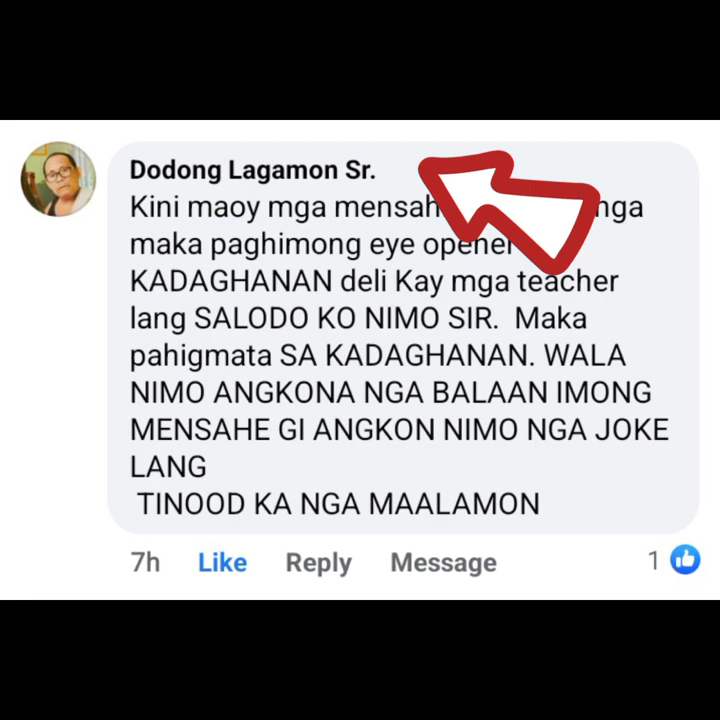 Dodong Lagamon Sr.
Kini maoy mga nga
maka paghimong eye opener
KADAGHANAN deli Kay mga teacher
lang SALODO KO NIMO SIR. Maka
pahigmata SA KADAGHANAN. WALA
NIMO ANGKONA NGA BALAAN IMONG
MENSAHE GI ANGKON NIMO NGA JOKE
LANG
TINOOD KA NGA MAALAMON
7h Like Reply Message 1